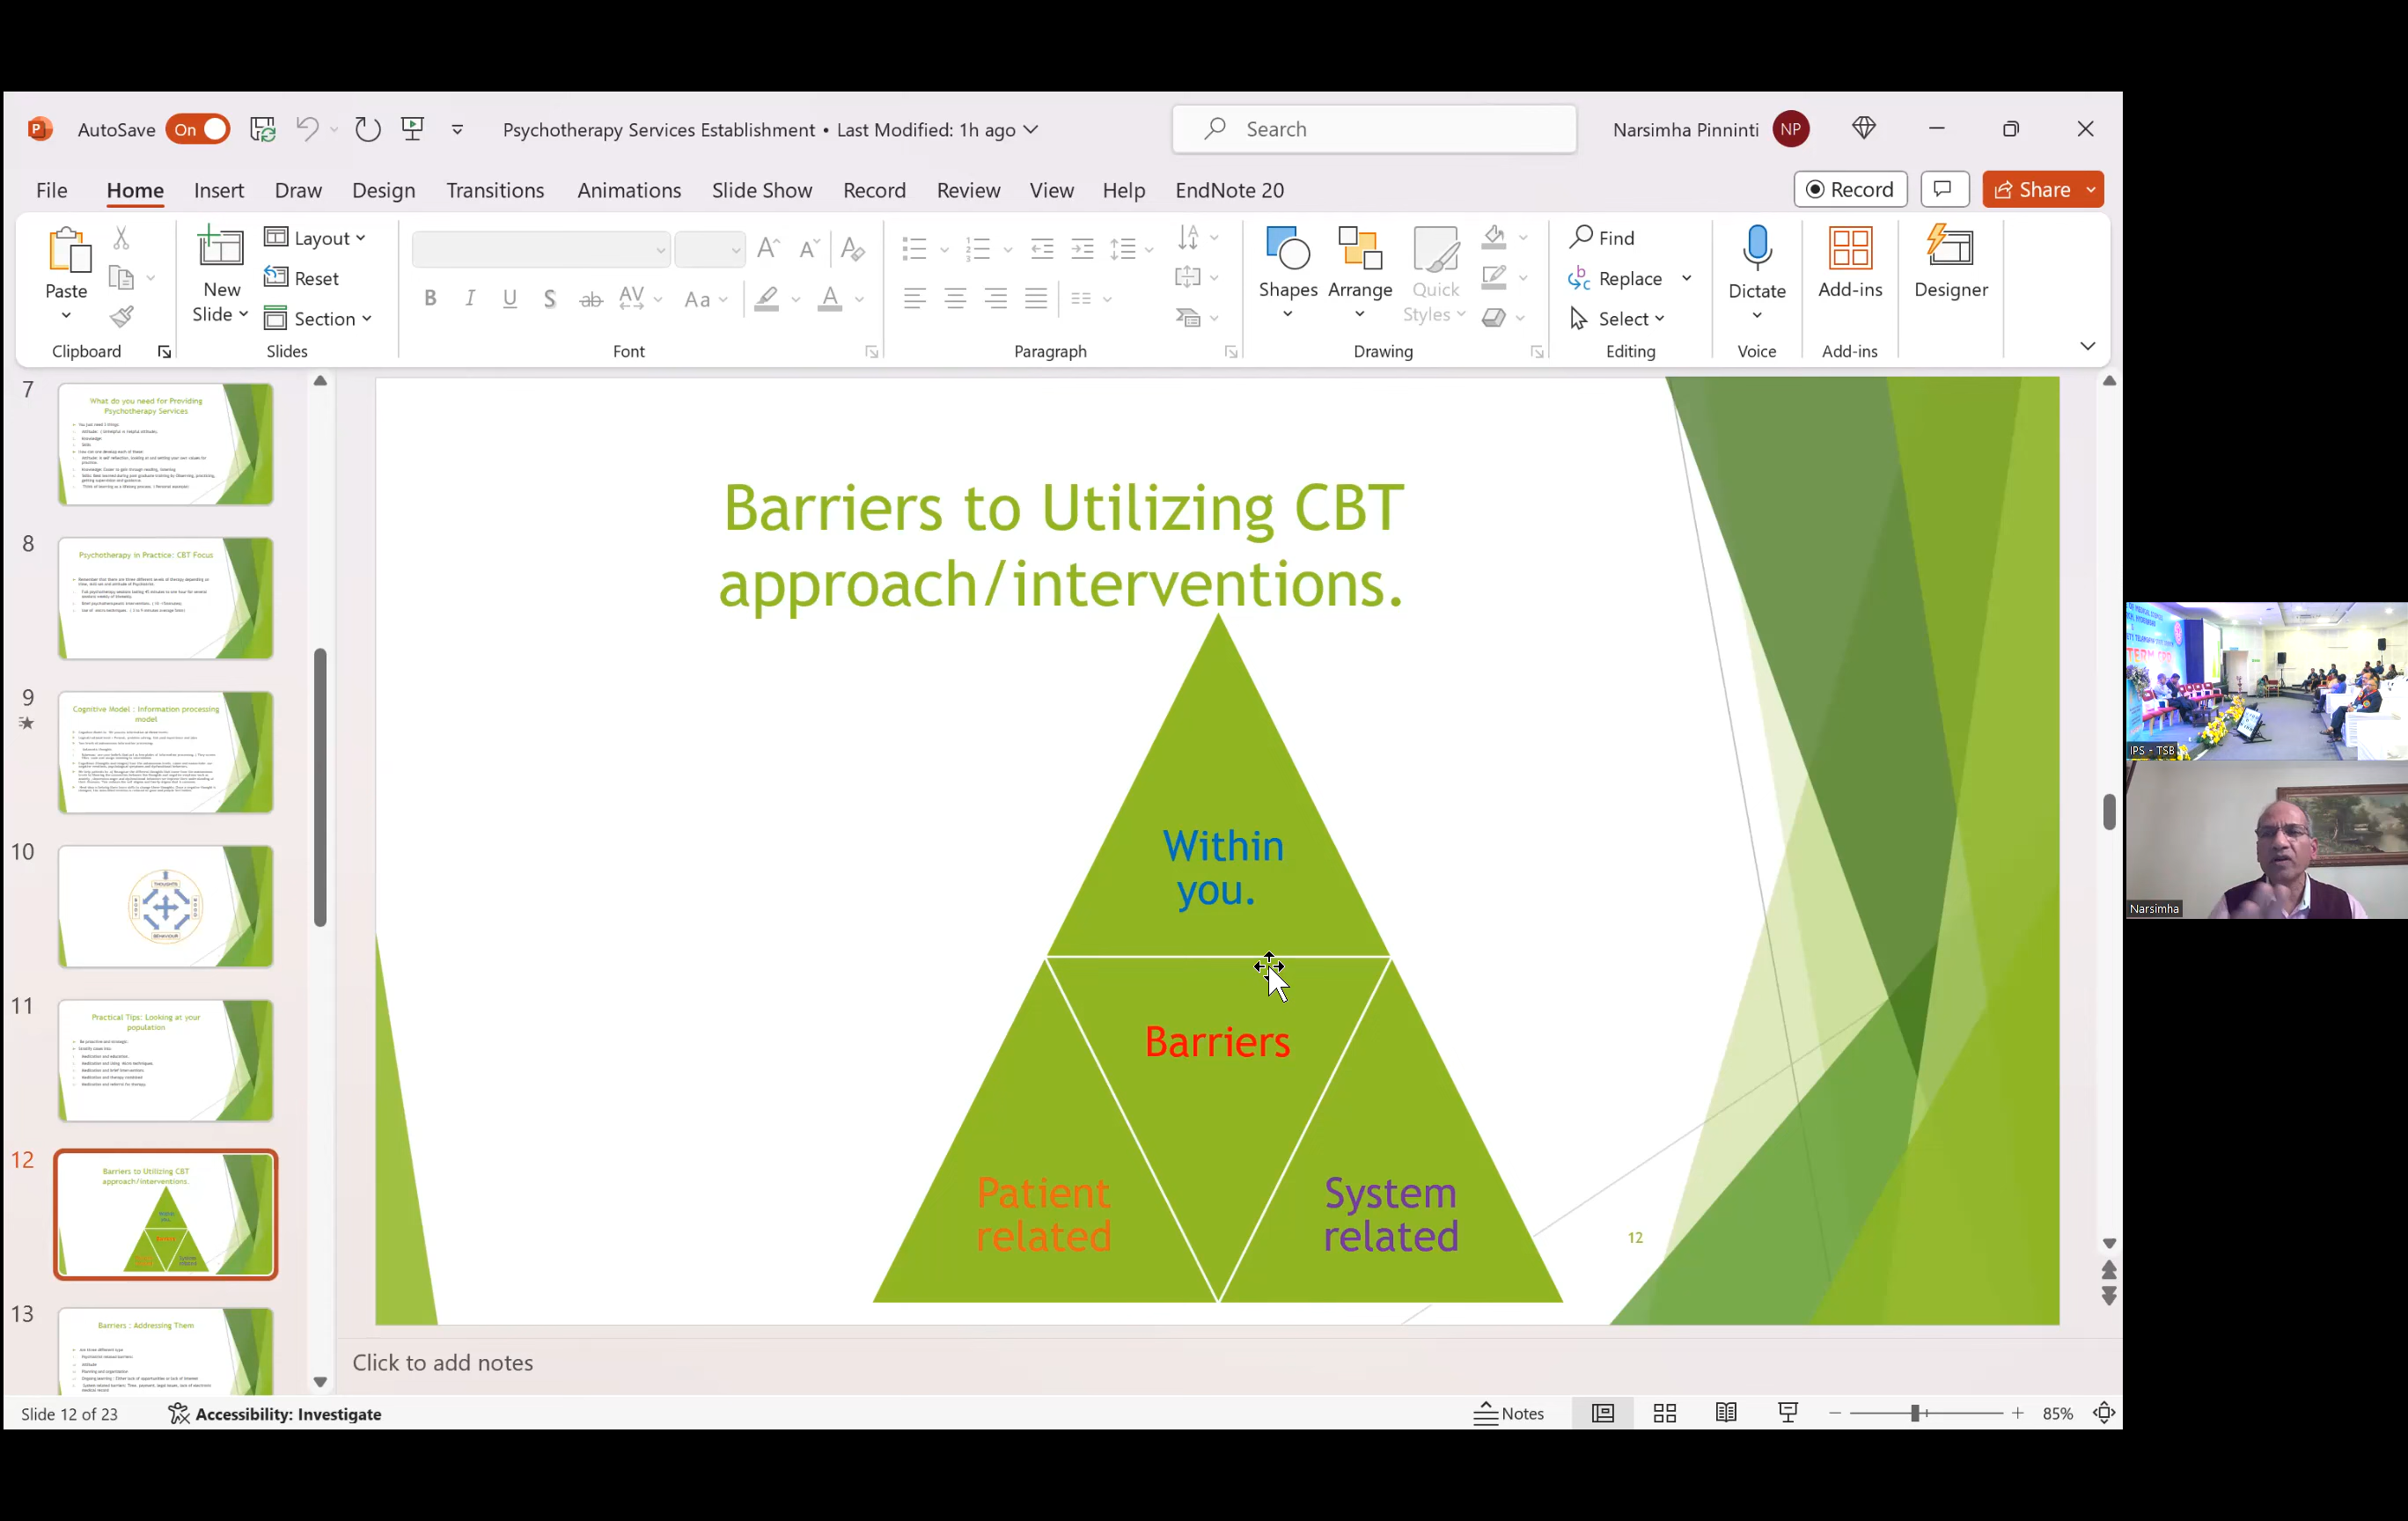 AutoSave On Psychotherapy Services Establishment • Last Modified: 1h ago Search Narsimha Pinninti NP
File Home Insert Draw Design Transitions Animations Slide Show Record Review View Help EndNote 20 Record Share
Paste
New
Slide
Layout
Reset
Section
Shapes
Arrange
Quick
Styles
Find
Replace
Select
Dictate
Add-ins
Designer
Clipboard Slides Font Paragraph Drawing Editing Voice Add-ins
7
What do you need for Providing
Psychotherapy Services
8
Psychotherapy in Practice: CBT Focus
9
Cognitive Model : Information processing
model
10
THOUGHTS
BEHAVIOUR
11
Practical Tips: Looking at your
population
12
Barriers to Utilizing CBT
approach/interventions.
13
Barriers : Addressing Them
Barriers to Utilizing CBT
approach/interventions.
Within
you.
Barriers
Patient
related
System
related
12
Click to add notes
Slide 12 of 23 Accessibility: Investigate Notes 85%
IPS - TSB
Narsimha